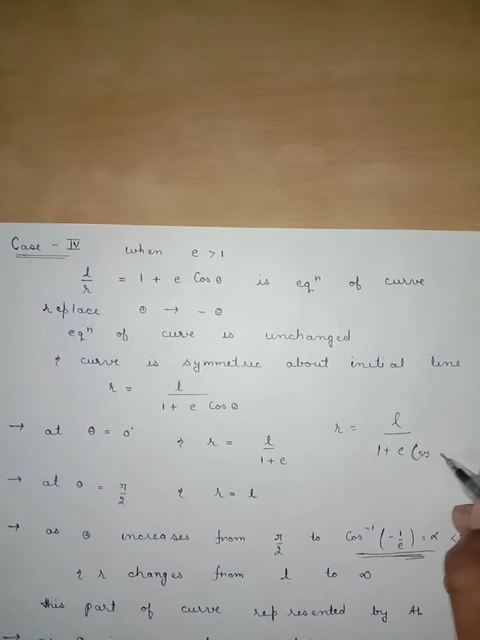 Case - IV when e > 1
l/r = 1 + e Cosθ is eqⁿ of curve
replace θ → - θ
eqⁿ of curve is unchanged
& curve is symmetric about initial line
r = l/(1 + e Cosθ)
→ at θ = 0° & r = l/(1 + e) r = l/(1 + e Cos
→ at θ = π/2 & r = l
→ as θ increases from π/2 to Cos⁻¹(-1/e) = α <
& r changes from l to ∞
this part of curve represented by AL